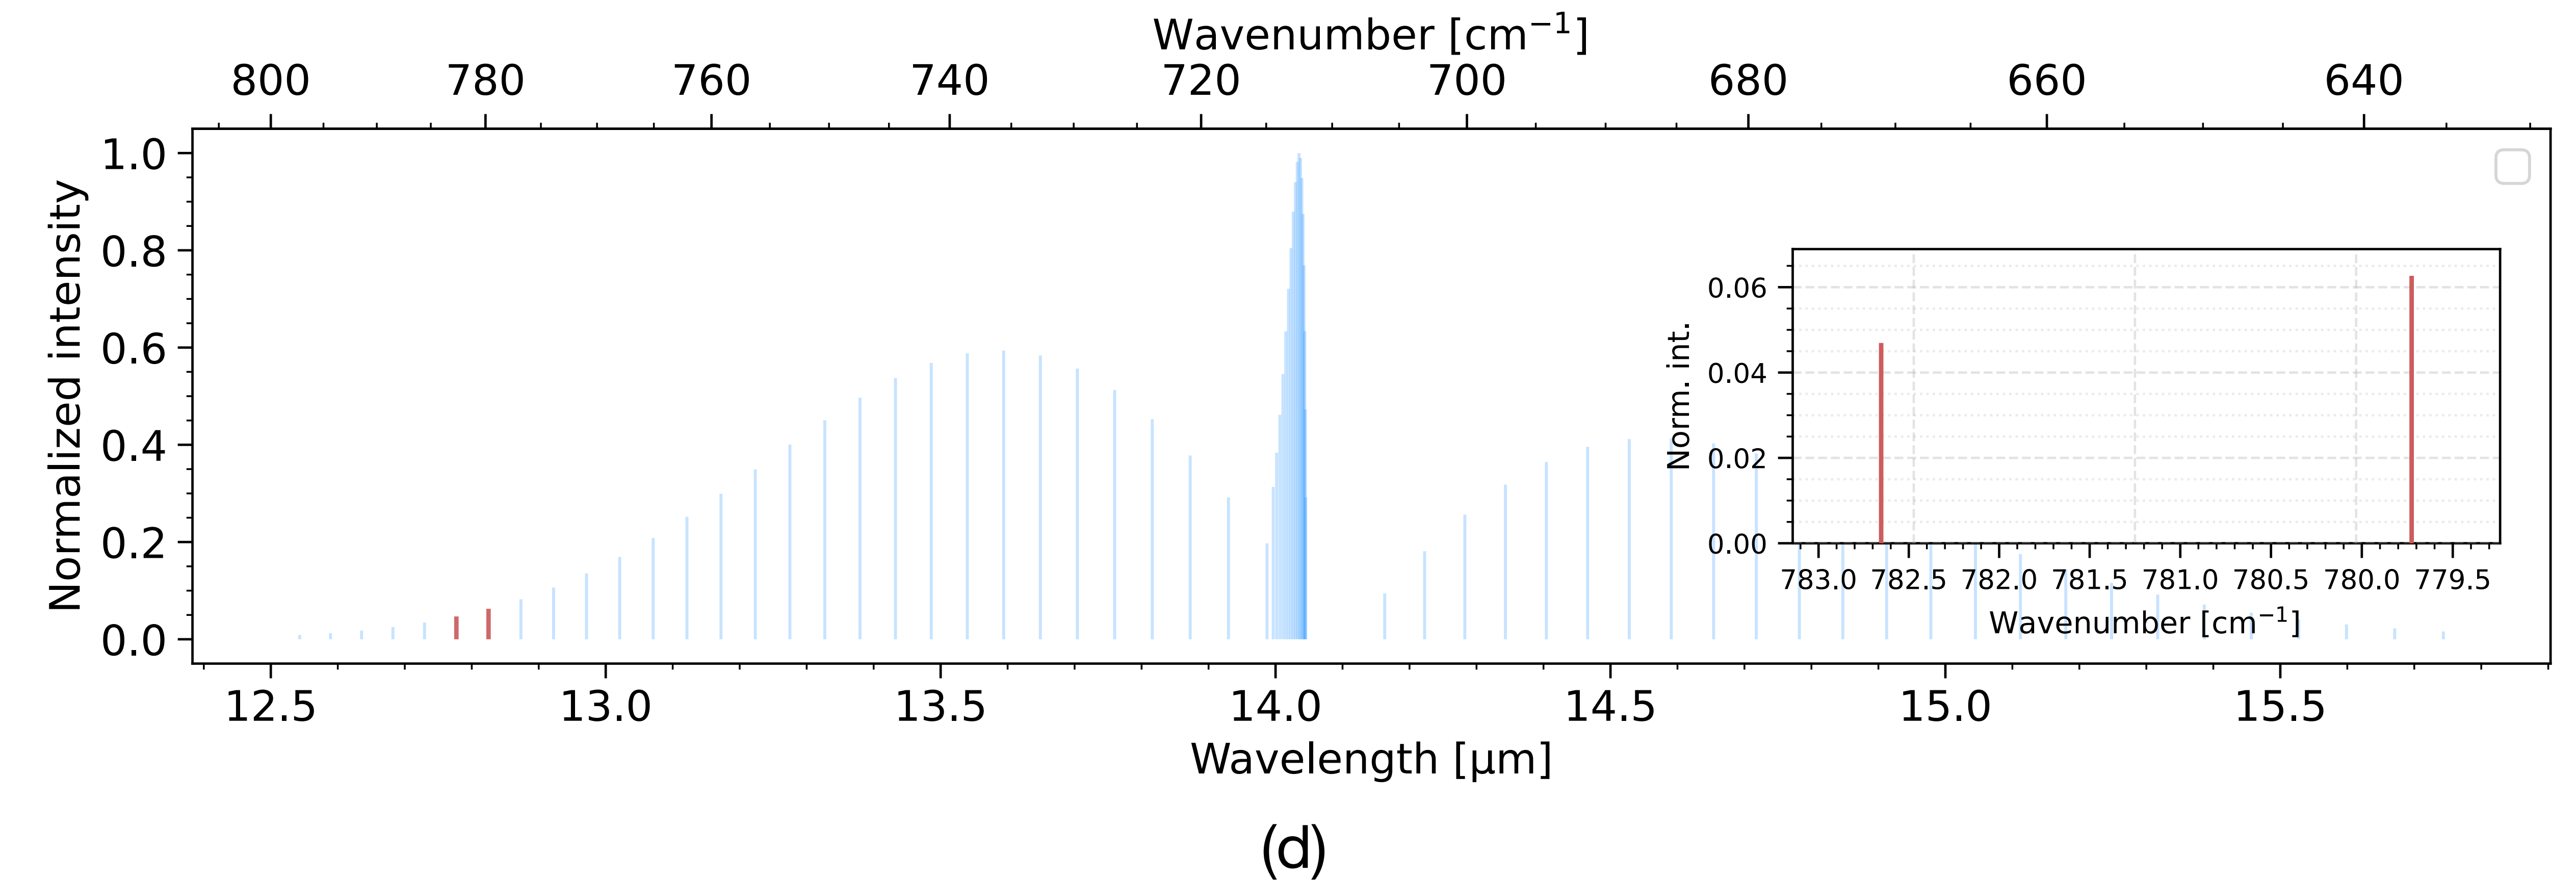 Wavenumber [cm⁻¹]
800 780 760 740 720 700 680 660 640
Normalized intensity
1.0
0.8
0.6
0.4
0.2
0.0
Norm. int.
0.06
0.04
0.02
0.00
783.0 782.5 782.0 781.5 781.0 780.5 780.0 779.5
Wavenumber [cm⁻¹]
12.5 13.0 13.5 14.0 14.5 15.0 15.5
Wavelength [µm]
(d)